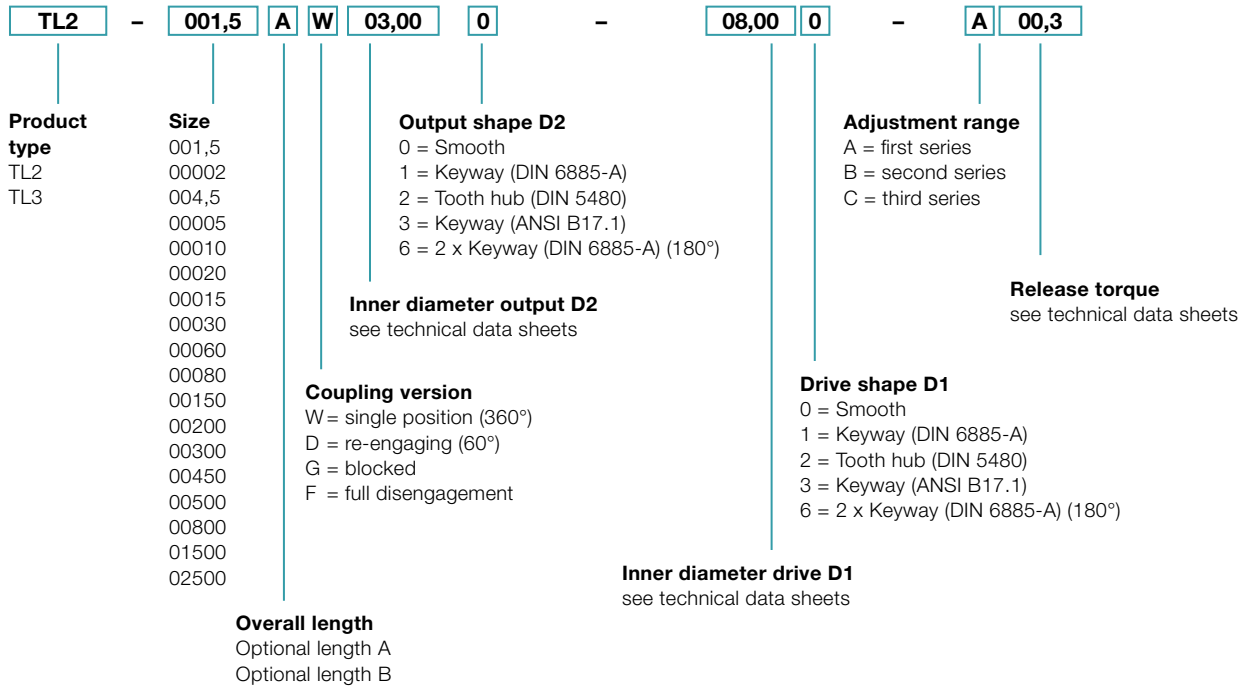 TL2 – 001,5 A W 03,00 0 – 08,00 0 – A 00,3
Product
type
TL2
TL3
Size
001,5
00002
004,5
00005
00010
00020
00015
00030
00060
00080
00150
00200
00300
00450
00500
00800
01500
02500
Overall length
Optional length A
Optional length B
Coupling version
W = single position (360°)
D = re-engaging (60°)
G = blocked
F = full disengagement
Inner diameter output D2
see technical data sheets
Output shape D2
0 = Smooth
1 = Keyway (DIN 6885-A)
2 = Tooth hub (DIN 5480)
3 = Keyway (ANSI B17.1)
6 = 2 x Keyway (DIN 6885-A) (180°)
Inner diameter drive D1
see technical data sheets
Drive shape D1
0 = Smooth
1 = Keyway (DIN 6885-A)
2 = Tooth hub (DIN 5480)
3 = Keyway (ANSI B17.1)
6 = 2 x Keyway (DIN 6885-A) (180°)
Adjustment range
A = first series
B = second series
C = third series
Release torque
see technical data sheets